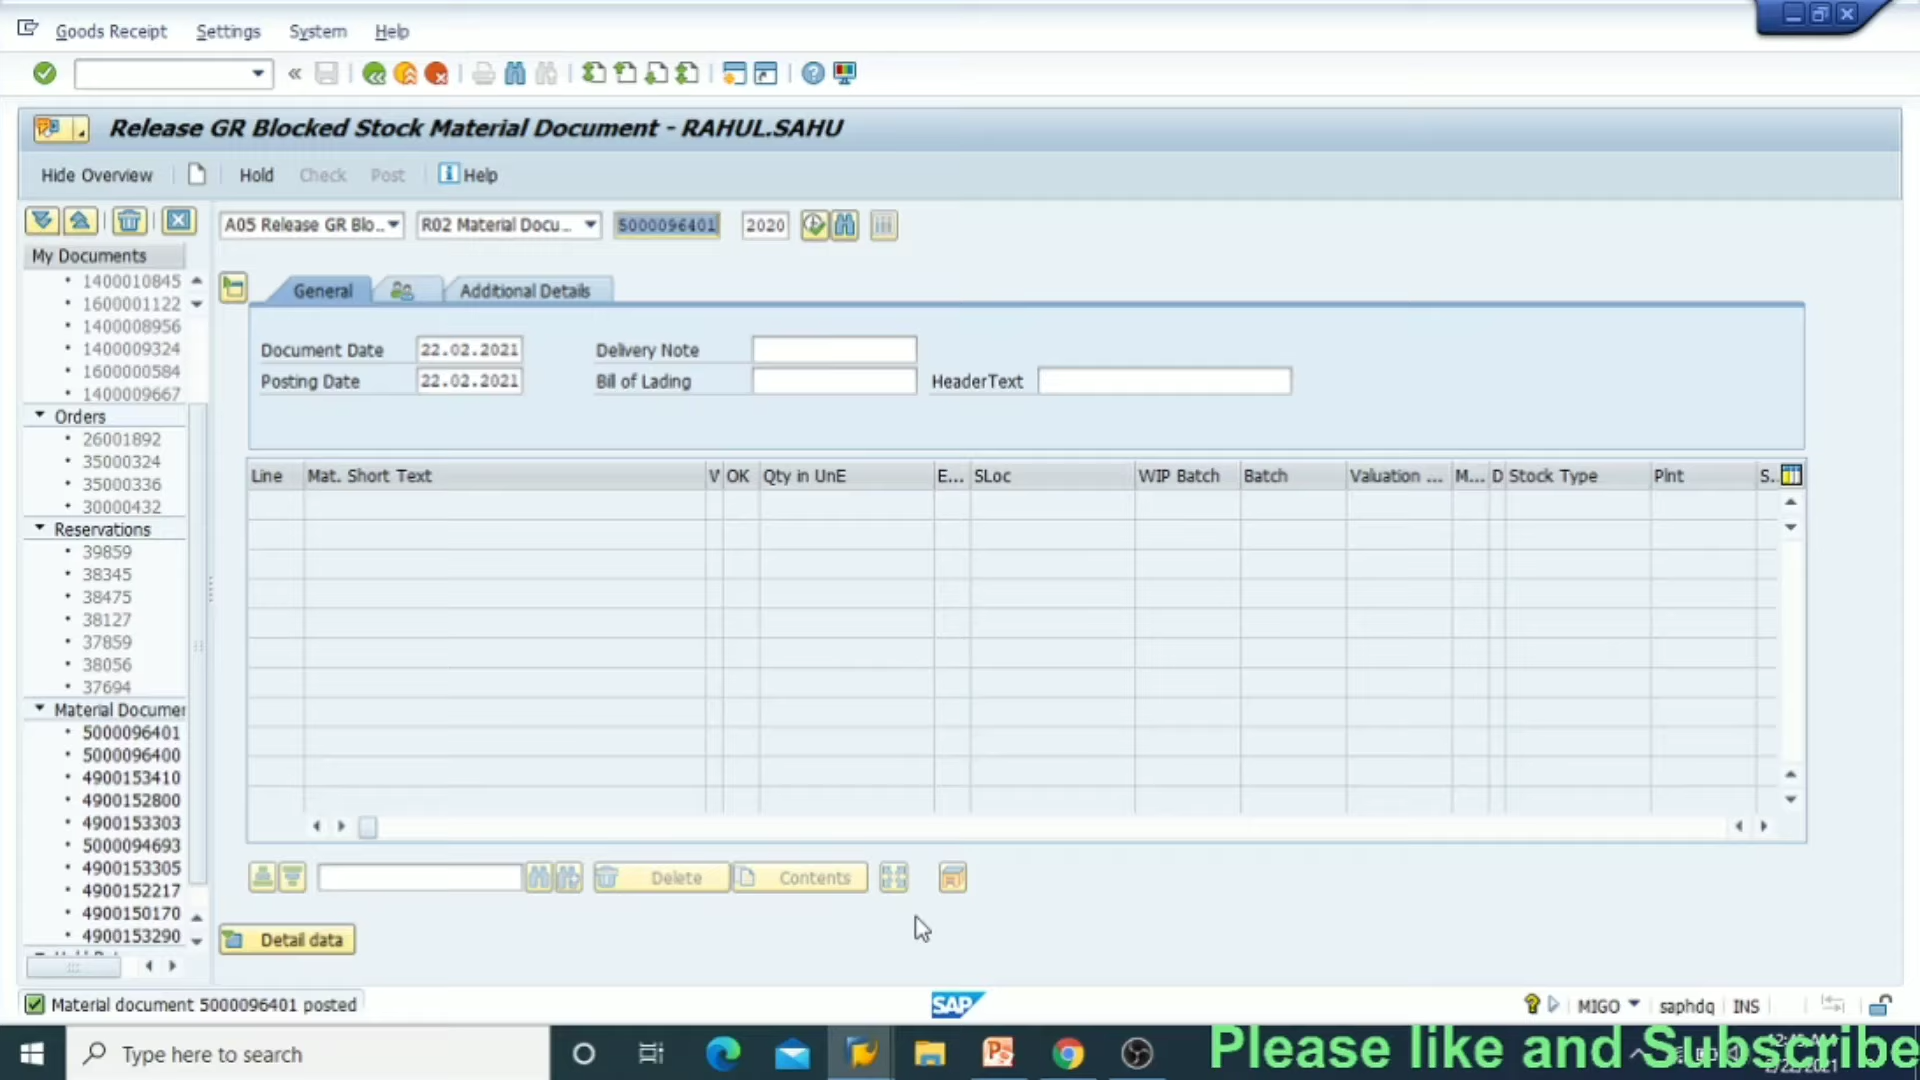 Goods Receipt Settings System Help
Release GR Blocked Stock Material Document - RAHUL.SAHU
Hide Overview Hold Check Post Help
A05 Release GR Blo... R02 Material Docu... 5000096401 2020
My Documents
1400010845
1600001122
1400008956
1400009324
1600000584
1400009667
Orders
26001892
35000324
35000336
30000432
Reservations
39859
38345
38475
38127
37859
38056
37694
Material Documer
5000096401
5000096400
4900153410
4900152800
4900153303
5000094693
4900153305
4900152217
4900150170
4900153290
General Additional Details
Document Date 22.02.2021 Delivery Note
Posting Date 22.02.2021 Bill of Lading HeaderText
Line Mat. Short Text V OK Qty in UnE E... SLoc WIP Batch Batch Valuation ... M... D Stock Type Plnt S..
Delete Contents
Detail data
Material document 5000096401 posted
SAP
MIGO saphdq INS
Type here to search
Please like and Subscribe
2/22/2021